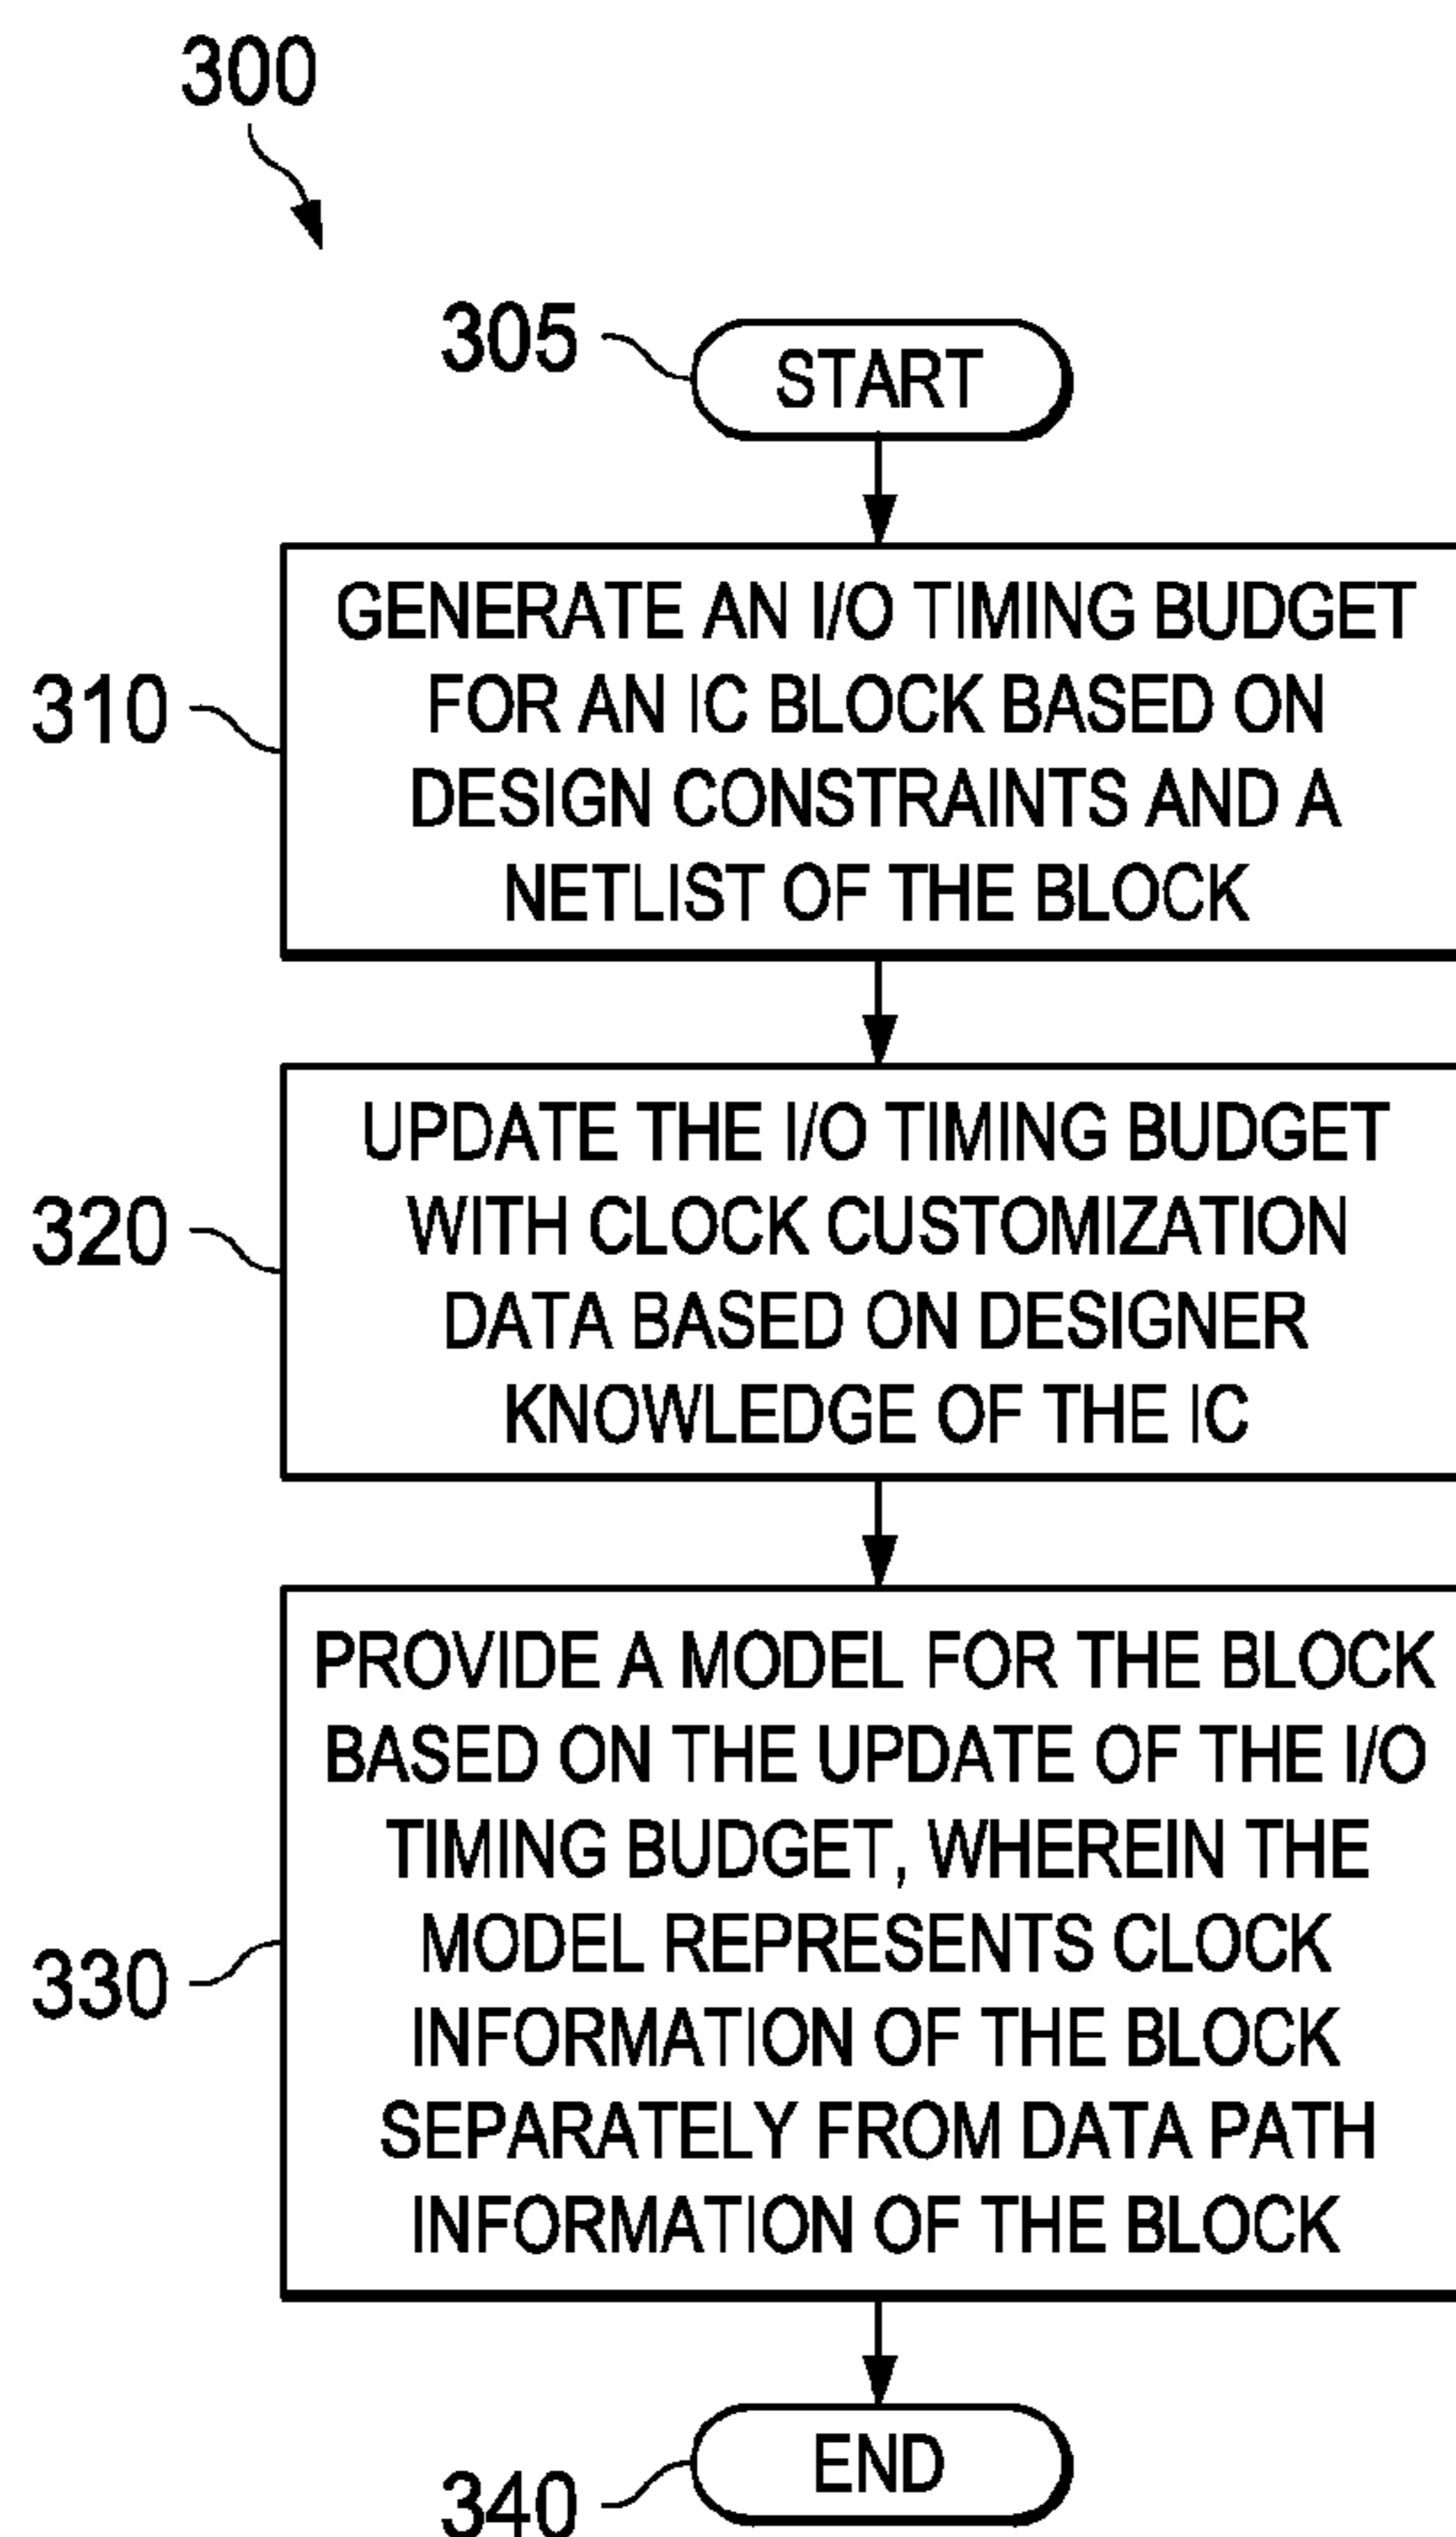 300
305
START
310
GENERATE AN I/O TIMING BUDGET
FOR AN IC BLOCK BASED ON
DESIGN CONSTRAINTS AND A
NETLIST OF THE BLOCK
320
UPDATE THE I/O TIMING BUDGET
WITH CLOCK CUSTOMIZATION
DATA BASED ON DESIGNER
KNOWLEDGE OF THE IC
330
PROVIDE A MODEL FOR THE BLOCK
BASED ON THE UPDATE OF THE I/O
TIMING BUDGET, WHEREIN THE
MODEL REPRESENTS CLOCK
INFORMATION OF THE BLOCK
SEPARATELY FROM DATA PATH
INFORMATION OF THE BLOCK
340
END